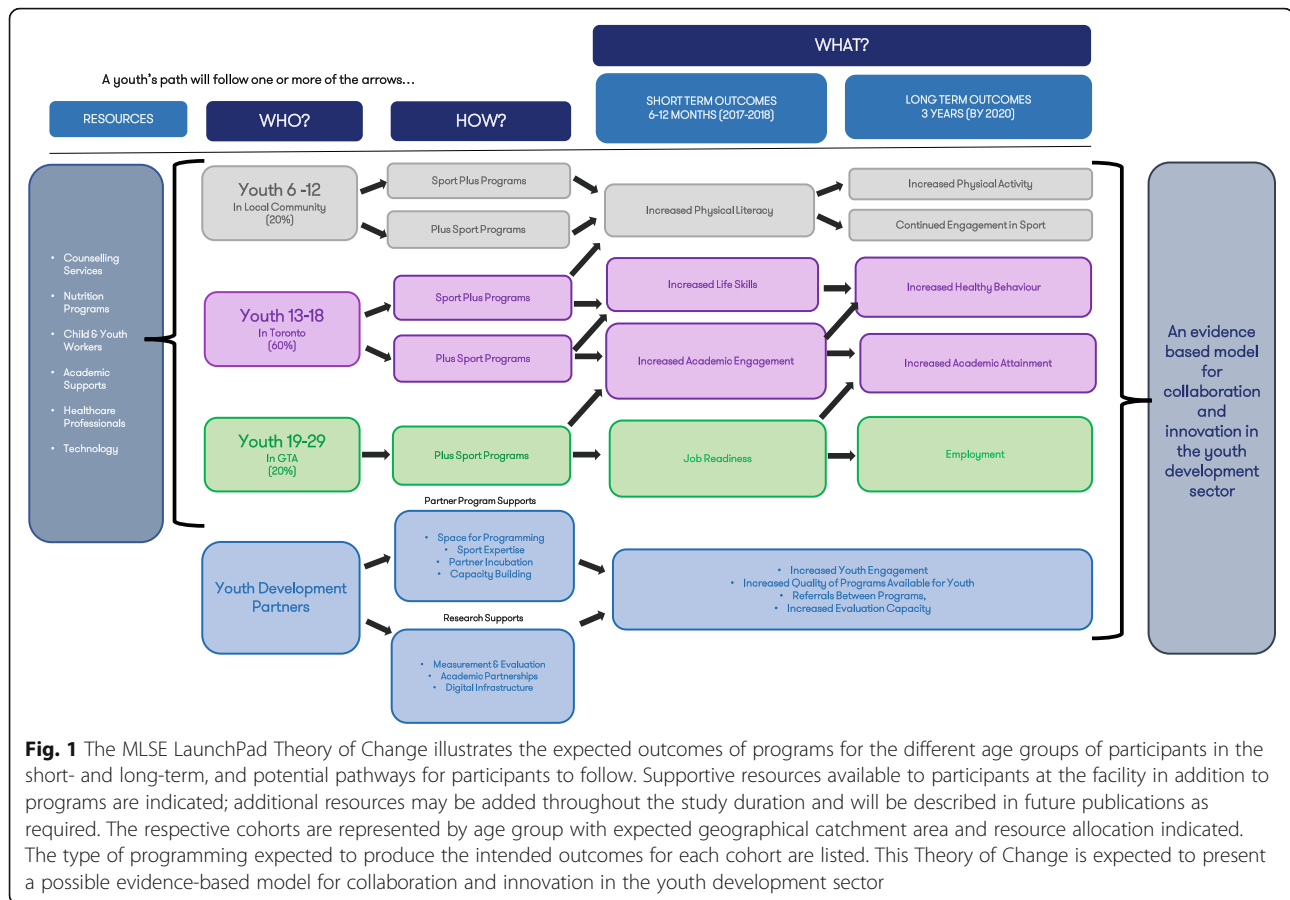 WHAT?
A youth's path will follow one or more of the arrows...
RESOURCES
WHO?
HOW?
SHORT TERM OUTCOMES
6-12 MONTHS (2017-2018)
LONG TERM OUTCOMES
3 YEARS (BY 2020)
• Counselling
Services
• Nutrition
Programs
• Child & Youth
Workers
• Academic
Supports
• Healthcare
Professionals
• Technology
Youth 6 -12
In Local Community
(20%)
Sport Plus Programs
Plus Sport Programs
Increased Physical Literacy
Increased Physical Activity
Continued Engagement in Sport
Youth 13-18
In Toronto
(60%)
Sport Plus Programs
Plus Sport Programs
Increased Life Skills
Increased Academic Engagement
Increased Healthy Behaviour
Increased Academic Attainment
Youth 19-29
In GTA
(20%)
Plus Sport Programs
Job Readiness
Employment
Youth Development
Partners
Partner Program Supports
• Space for Programming
• Sport Expertise
• Partner Incubation
• Capacity Building
Research Supports
• Measurement & Evaluation
• Academic Partnerships
• Digital Infrastructure
• Increased Youth Engagement
• Increased Quality of Programs Available for Youth
• Referrals Between Programs,
• Increased Evaluation Capacity
An evidence
based model
for
collaboration
and
innovation in
the youth
development
sector
Fig. 1 The MLSE LaunchPad Theory of Change illustrates the expected outcomes of programs for the different age groups of participants in the
short- and long-term, and potential pathways for participants to follow. Supportive resources available to participants at the facility in addition to
programs are indicated; additional resources may be added throughout the study duration and will be described in future publications as
required. The respective cohorts are represented by age group with expected geographical catchment area and resource allocation indicated.
The type of programming expected to produce the intended outcomes for each cohort are listed. This Theory of Change is expected to present
a possible evidence-based model for collaboration and innovation in the youth development sector